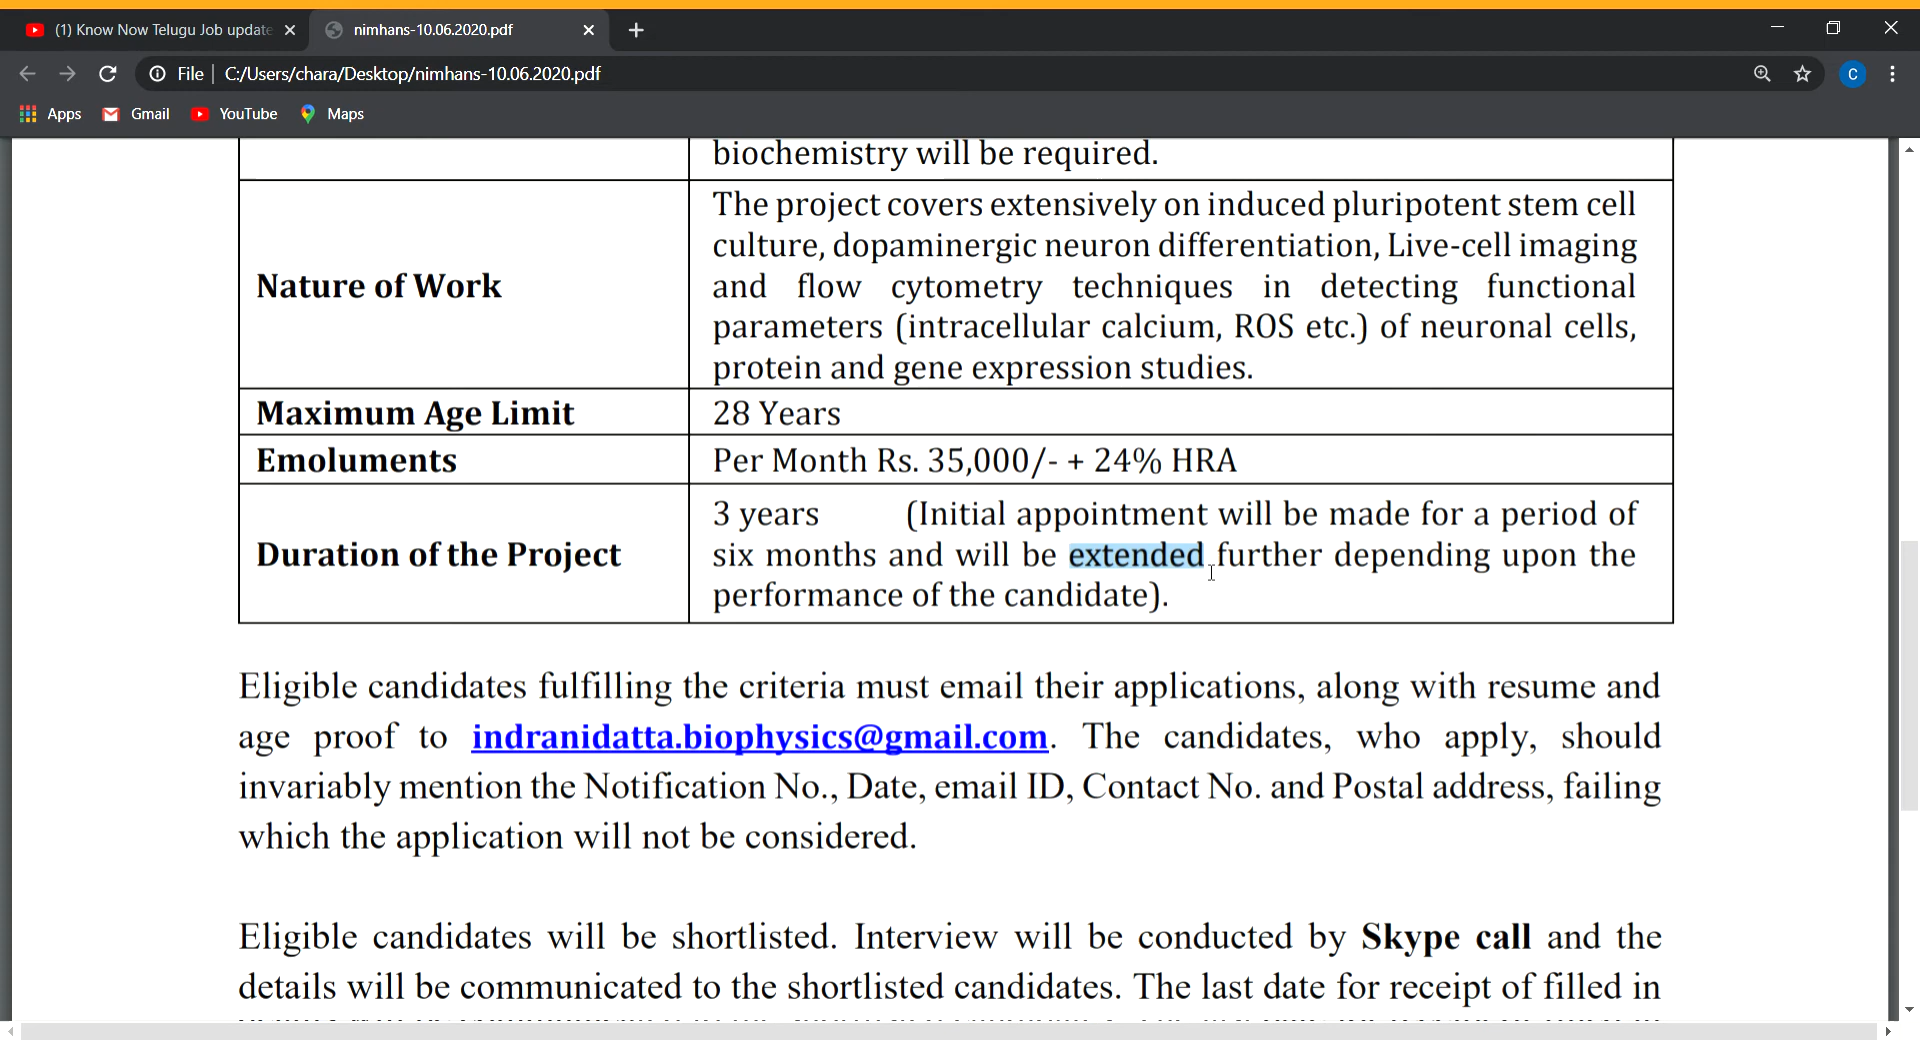 (1) Know Now Telugu Job update
nimhans-10.06.2020.pdf
File
C:/Users/chara/Desktop/nimhans-10.06.2020.pdf
C
Apps
Gmail
YouTube
Maps
biochemistry will be required.
Nature of Work
The project covers extensively on induced pluripotent stem cell
culture, dopaminergic neuron differentiation, Live-cell imaging
and flow cytometry techniques in detecting functional
parameters (intracellular calcium, ROS etc.) of neuronal cells,
protein and gene expression studies.
Maximum Age Limit
28 Years
Emoluments
Per Month Rs. 35,000/- + 24% HRA
Duration of the Project
3 years (Initial appointment will be made for a period of
six months and will be extended further depending upon the
performance of the candidate).
Eligible candidates fulfilling the criteria must email their applications, along with resume and
age proof to indranidatta.biophysics@gmail.com. The candidates, who apply, should
invariably mention the Notification No., Date, email ID, Contact No. and Postal address, failing
which the application will not be considered.
Eligible candidates will be shortlisted. Interview will be conducted by Skype call and the
details will be communicated to the shortlisted candidates. The last date for receipt of filled in